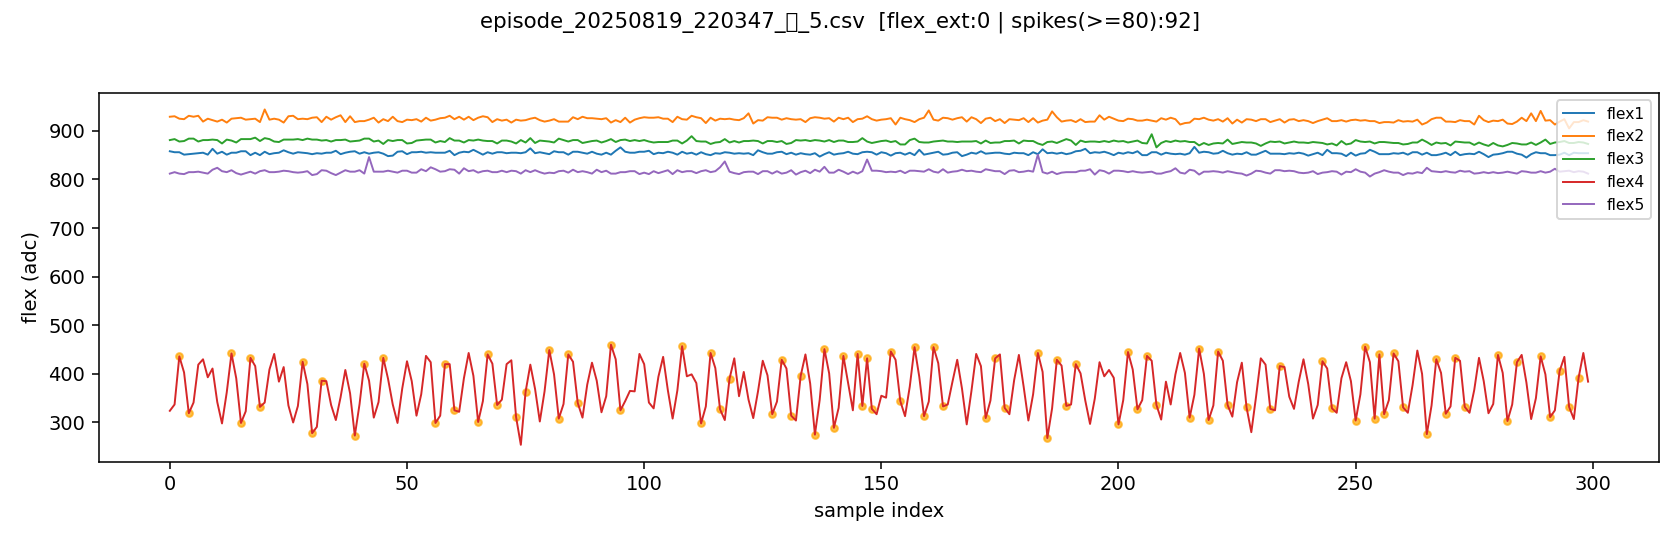 episode_20250819_220347_▯_5.csv [flex_ext:0 | spikes(>=80):92]
flex (adc)
900
800
700
600
500
400
300
flex1
flex2
flex3
flex4
flex5
0 50 100 150 200 250 300
sample index